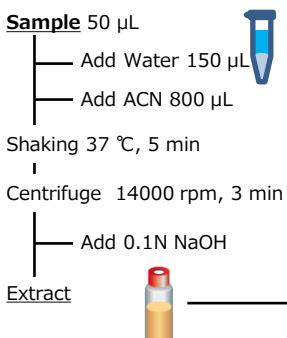 Sample 50 μL
Add Water 150 μL
Add ACN 800 μL
Shaking 37 ℃, 5 min
Centrifuge 14000 rpm, 3 min
Add 0.1N NaOH
Extract